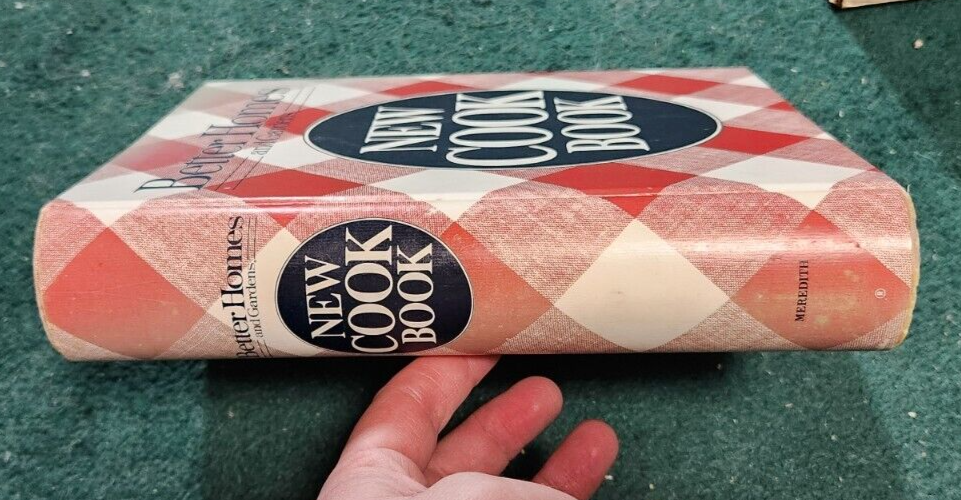 Better Homes
and Gardens
NEW
COOK
BOOK
Better Homes
and Gardens
NEW
COOK
BOOK
MEREDITH